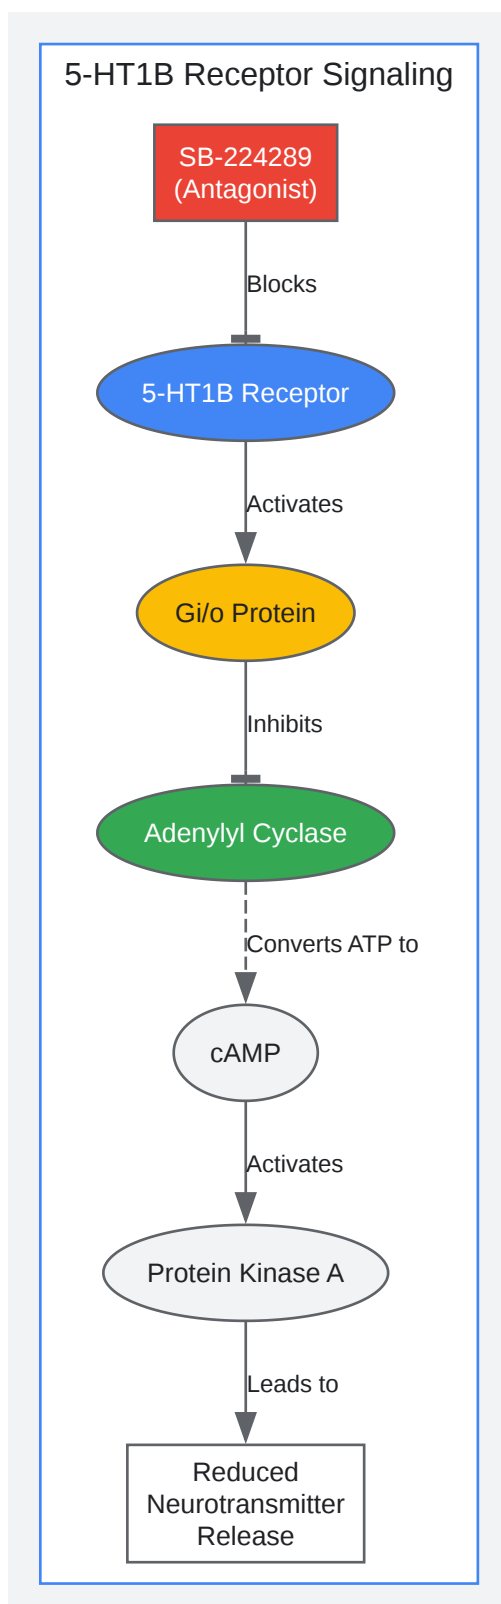 5-HT1B Receptor Signaling
SB-224289
(Antagonist)
Blocks
5-HT1B Receptor
Activates
Gi/o Protein
Inhibits
Adenylyl Cyclase
Converts ATP to
cAMP
Activates
Protein Kinase A
Leads to
Reduced
Neurotransmitter
Release